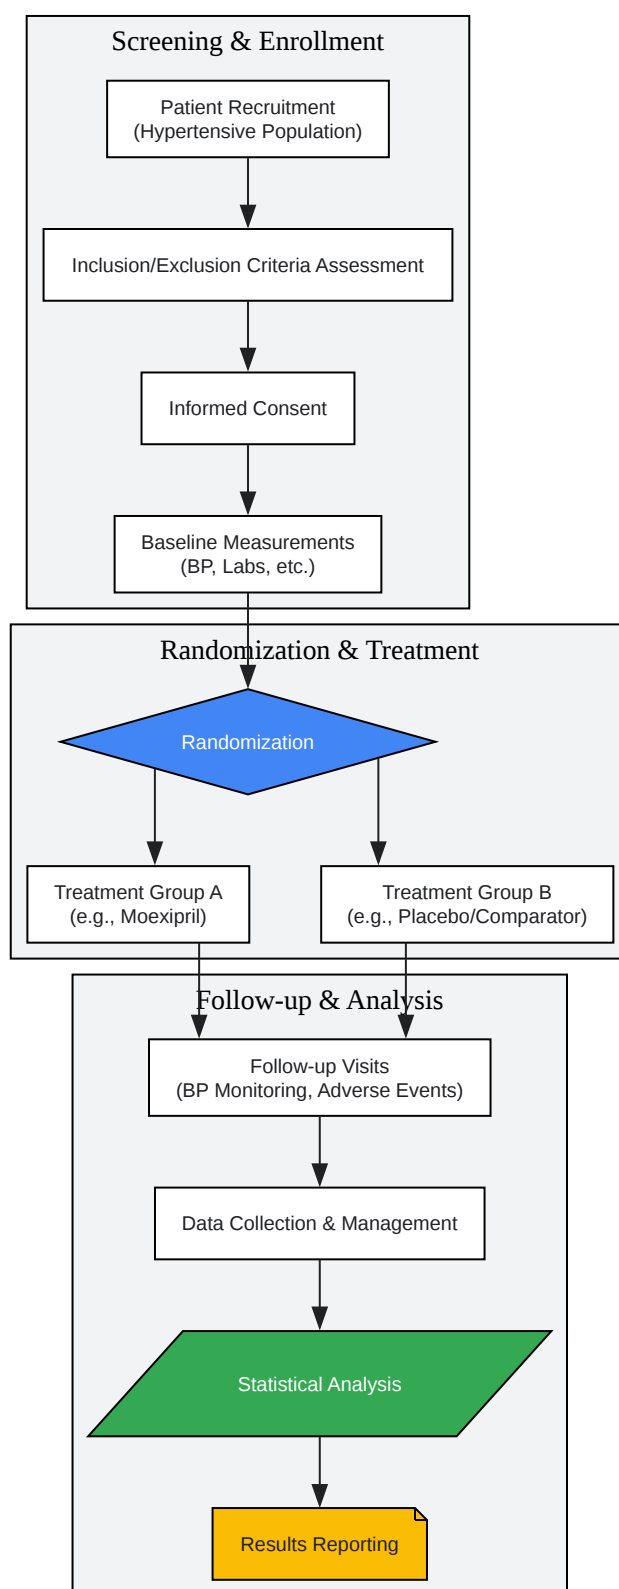 Screening & Enrollment
Patient Recruitment
(Hypertensive Population)
Inclusion/Exclusion Criteria Assessment
Informed Consent
Baseline Measurements
(BP, Labs, etc.)
Randomization & Treatment
Randomization
Treatment Group A
(e.g., Moexipril)
Treatment Group B
(e.g., Placebo/Comparator)
Follow-up & Analysis
Follow-up Visits
(BP Monitoring, Adverse Events)
Data Collection & Management
Statistical Analysis
Results Reporting